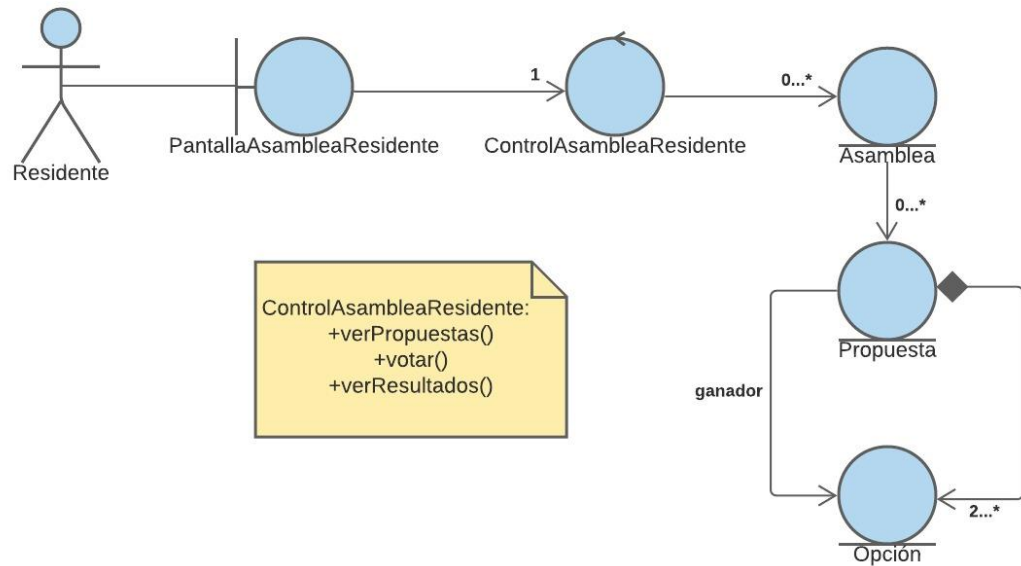 1
0...*
Residente
PantallaAsambleaResidente
ControlAsambleaResidente
Asamblea
0...*
ControlAsambleaResidente:
+verPropuestas()
+votar()
+verResultados()
Propuesta
ganador
2...*
Opción